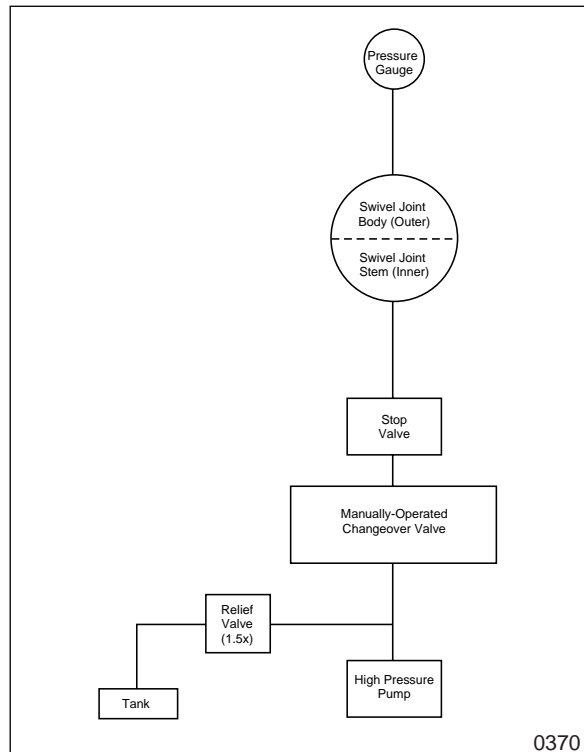 Pressure
Gauge
Swivel Joint
Body (Outer)
Swivel Joint
Stem (Inner)
Stop
Valve
Manually-Operated
Changeover Valve
Relief
Valve
(1.5x)
High Pressure
Pump
Tank
0370